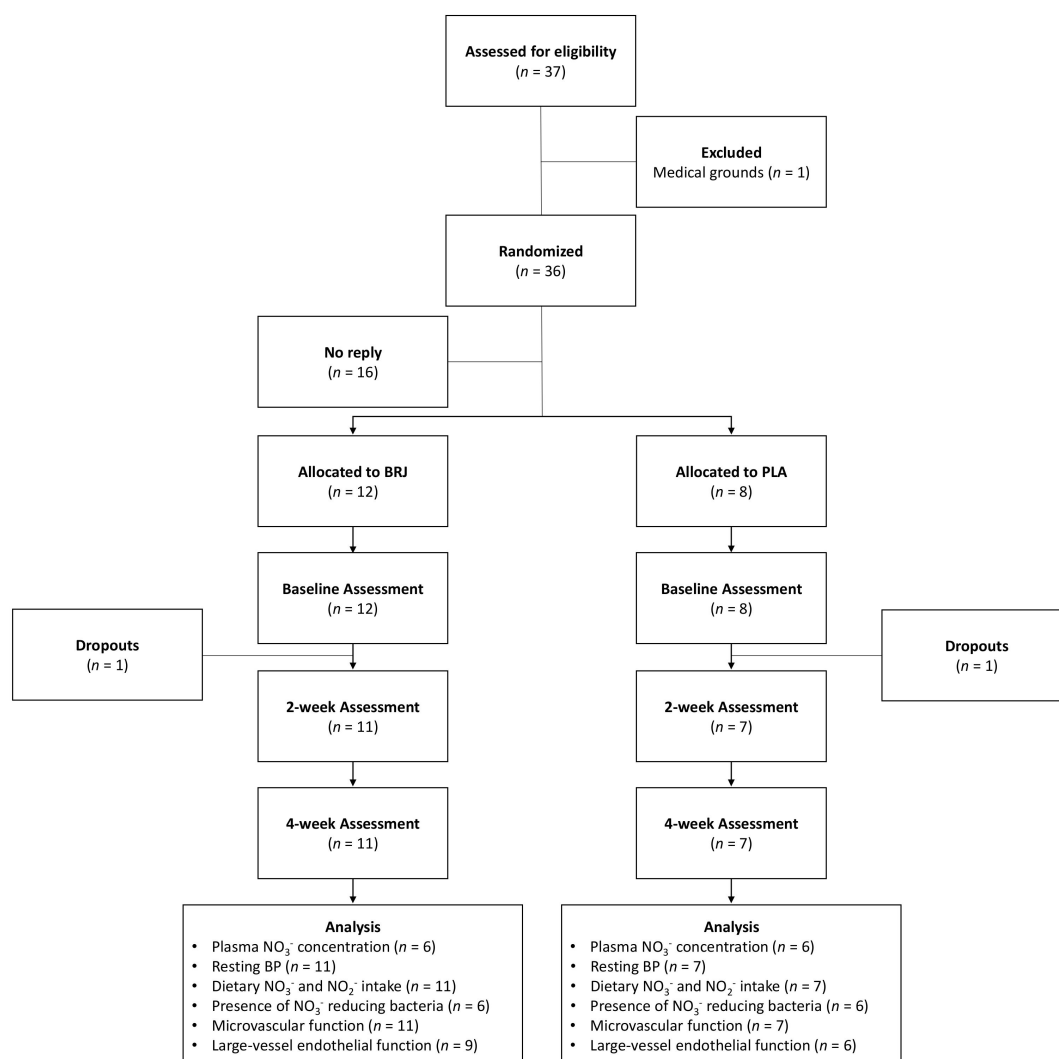 Assessed for eligibility
(n = 37)
Excluded
Medical grounds (n = 1)
Randomized
(n = 36)
No reply
(n = 16)
Allocated to BRJ
(n = 12)
Allocated to PLA
(n = 8)
Baseline Assessment
(n = 12)
Baseline Assessment
(n = 8)
Dropouts
(n = 1)
Dropouts
(n = 1)
2-week Assessment
(n = 11)
2-week Assessment
(n = 7)
4-week Assessment
(n = 11)
4-week Assessment
(n = 7)
Analysis
• Plasma NO₃⁻ concentration (n = 6)
• Resting BP (n = 11)
• Dietary NO₃⁻ and NO₂⁻ intake (n = 11)
• Presence of NO₃⁻ reducing bacteria (n = 6)
• Microvascular function (n = 11)
• Large-vessel endothelial function (n = 9)
Analysis
• Plasma NO₃⁻ concentration (n = 6)
• Resting BP (n = 7)
• Dietary NO₃⁻ and NO₂⁻ intake (n = 7)
• Presence of NO₃⁻ reducing bacteria (n = 6)
• Microvascular function (n = 7)
• Large-vessel endothelial function (n = 6)